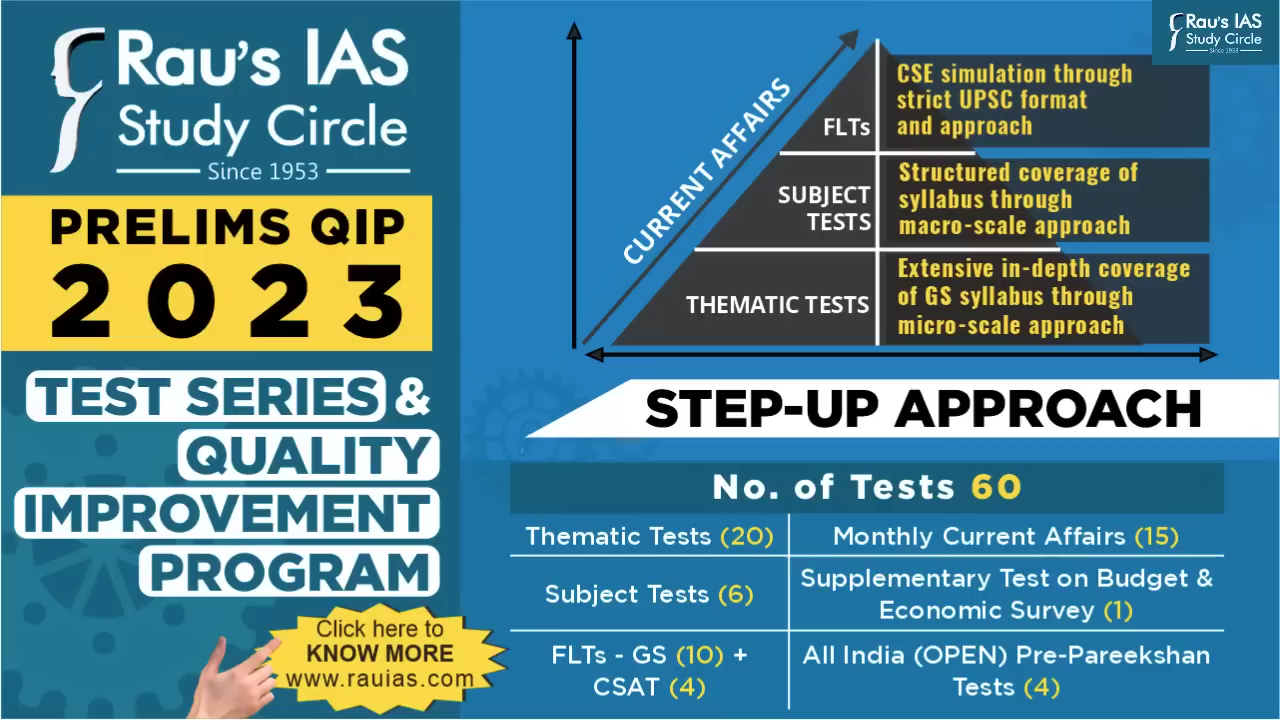 Rau's IAS
Study Circle
Since 1953
PRELIMS QIP
2023
TEST SERIES &
QUALITY
IMPROVEMENT
PROGRAM
Click here to
KNOW MORE
www.rauias.com
Rau's IAS
Study Circle
Since 1953
CURRENT AFFAIRS
FLTs
CSE simulation through
strict UPSC format
and approach
SUBJECT
TESTS
Structured coverage of
syllabus through
macro-scale approach
THEMATIC TESTS
Extensive in-depth coverage
of GS syllabus through
micro-scale approach
STEP-UP APPROACH
No. of Tests 60
Thematic Tests (20)
Monthly Current Affairs (15)
Subject Tests (6)
Supplementary Test on Budget &
Economic Survey (1)
FLTs - GS (10) +
CSAT (4)
All India (OPEN) Pre-Pareekshan
Tests (4)